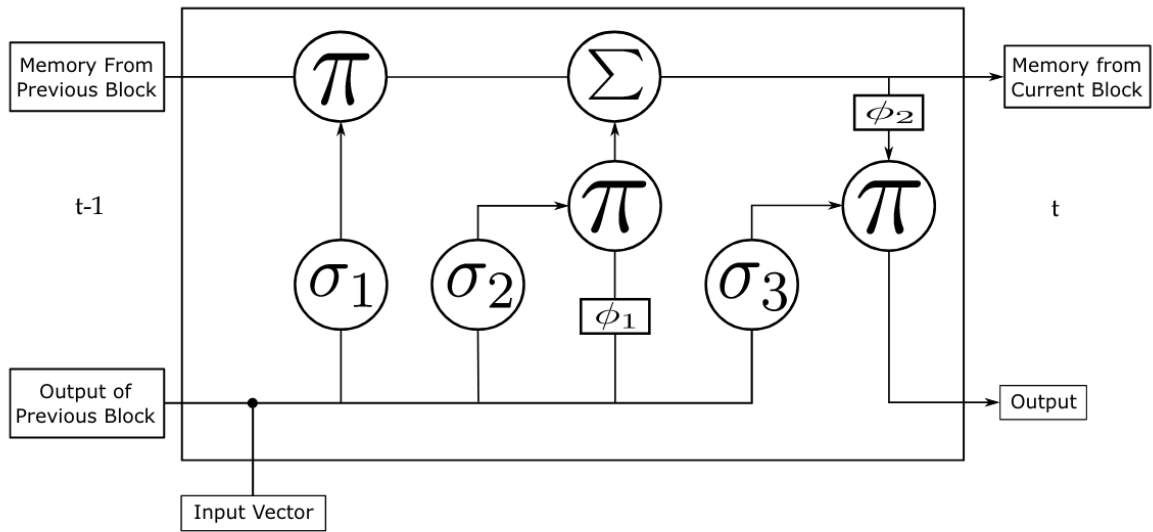 Memory From
Previous Block
π
Σ
Memory from
Current Block
ϕ₂
t-1
π
π
t
σ₁
σ₂
σ₃
ϕ₁
Output of
Previous Block
Output
Input Vector